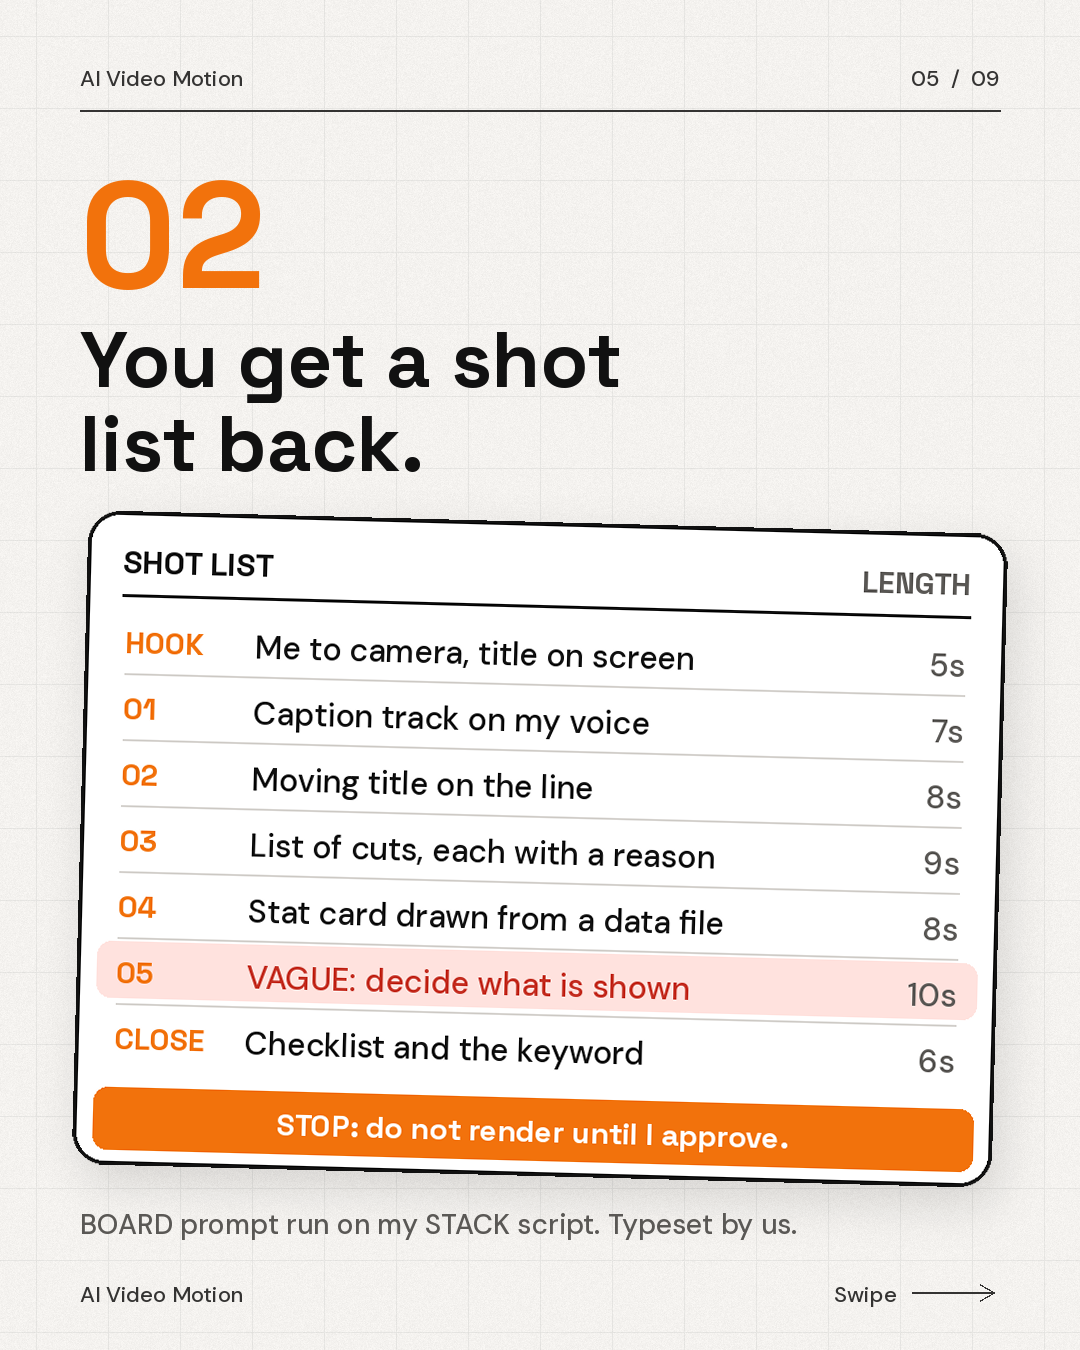 AI Video Motion
05 / 09
02
You get a shot
list back.
SHOT LIST LENGTH
HOOK Me to camera, title on screen 5s
01 Caption track on my voice 7s
02 Moving title on the line 8s
03 List of cuts, each with a reason 9s
04 Stat card drawn from a data file 8s
05 VAGUE: decide what is shown 10s
CLOSE Checklist and the keyword 6s
STOP: do not render until I approve.
BOARD prompt run on my STACK script. Typeset by us.
AI Video Motion
Swipe